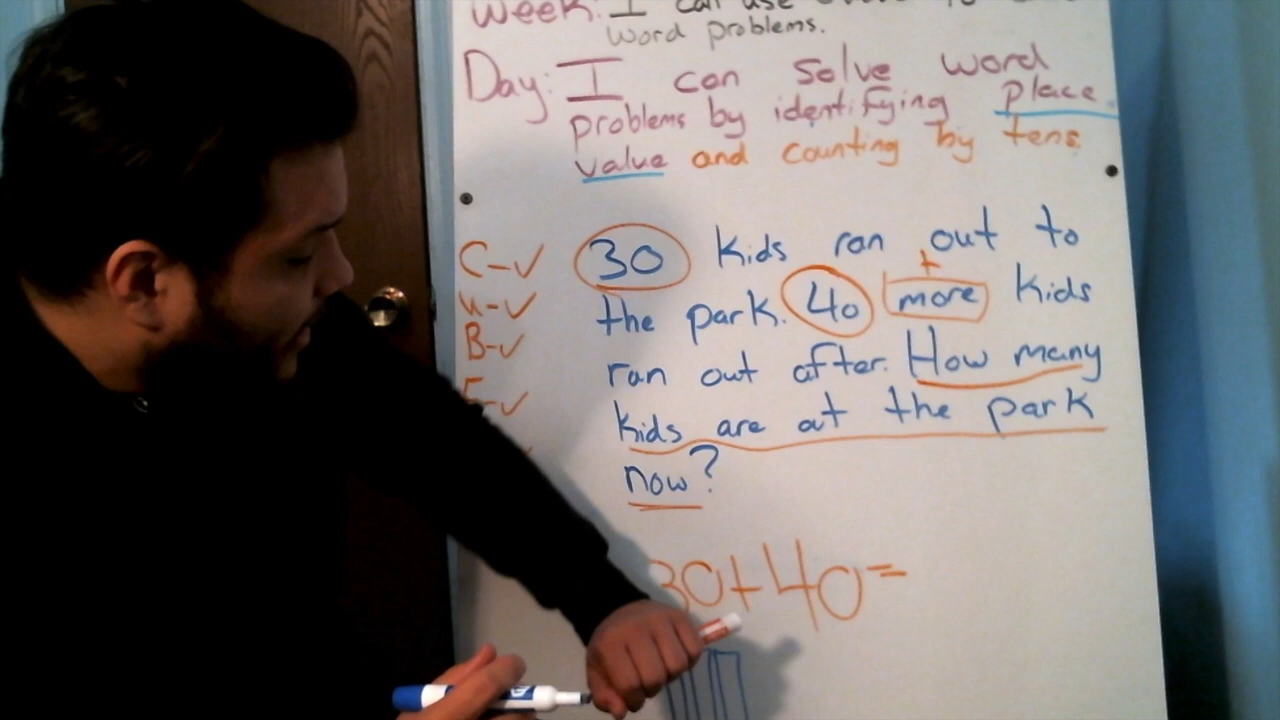 Week: I can use
word problems.
Day: I can solve word
problems by identifying place
value and counting by tens.
C-✓ 30 kids ran out to
+
U-✓ the park. 40 more kids
B-✓ ran out after. How many
E-✓ kids are at the park
now?
30+40=